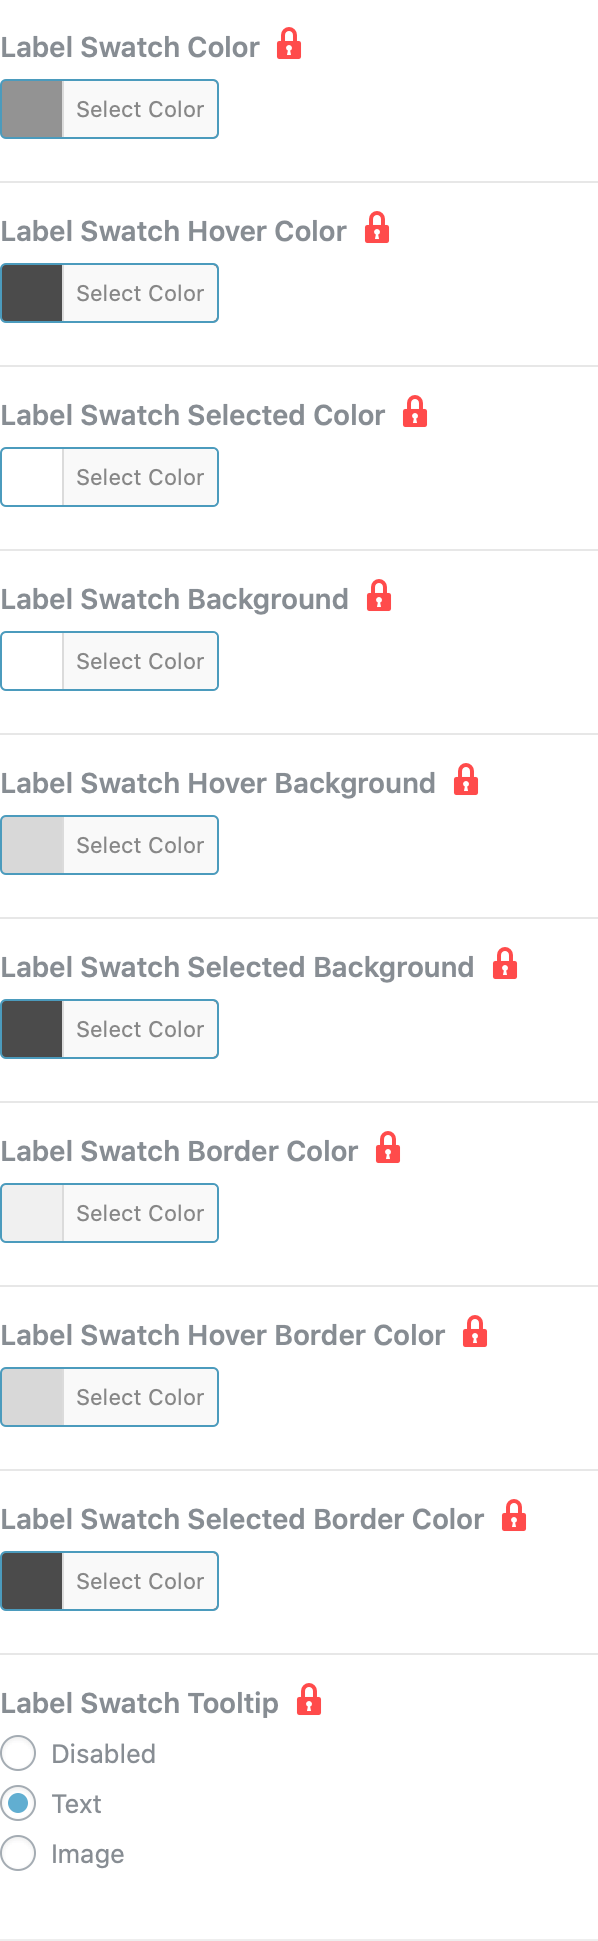 Label Swatch Color
Select Color
Label Swatch Hover Color
Select Color
Label Swatch Selected Color
Select Color
Label Swatch Background
Select Color
Label Swatch Hover Background
Select Color
Label Swatch Selected Background
Select Color
Label Swatch Border Color
Select Color
Label Swatch Hover Border Color
Select Color
Label Swatch Selected Border Color
Select Color
Label Swatch Tooltip
Disabled
Text
Image